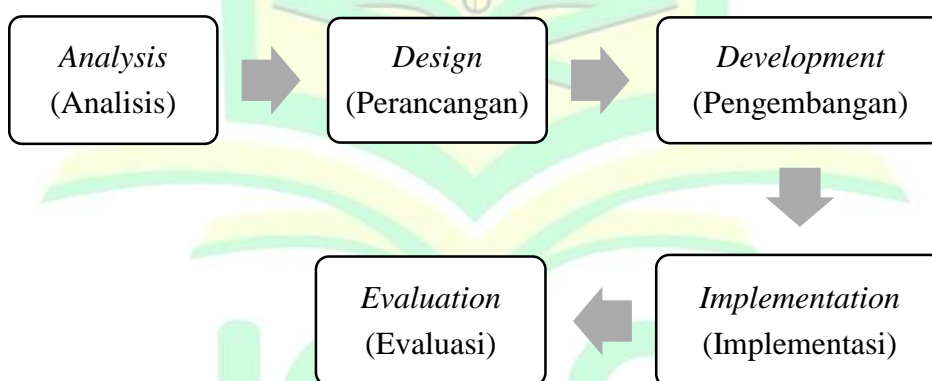 Analysis
(Analisis)
Design
(Perancangan)
Development
(Pengembangan)
Implementation
(Implementasi)
Evaluation
(Evaluasi)